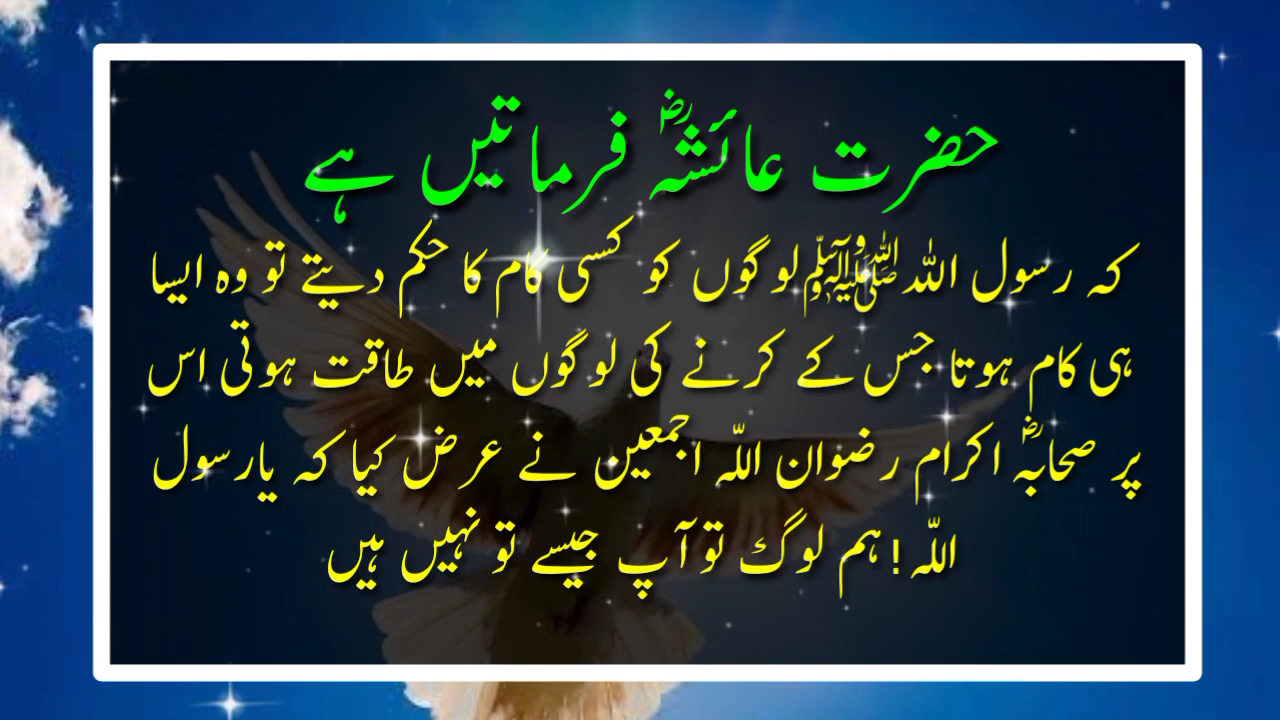 حضرت عائشہؓ فرماتیں ہے
کہ رسول اللہ ﷺ لوگوں کو کسی کام کا حکم دیتے تو وہ ایسا
ہی کام ہوتا جس کے کرنے کی لوگوں میں طاقت ہوتی اس
پر صحابہؓ اکرام رضوان اللّہ اجمعین نے عرض کیا کہ یارسول
اللّہ! ہم لوگ تو آپ جیسے تو نہیں ہیں